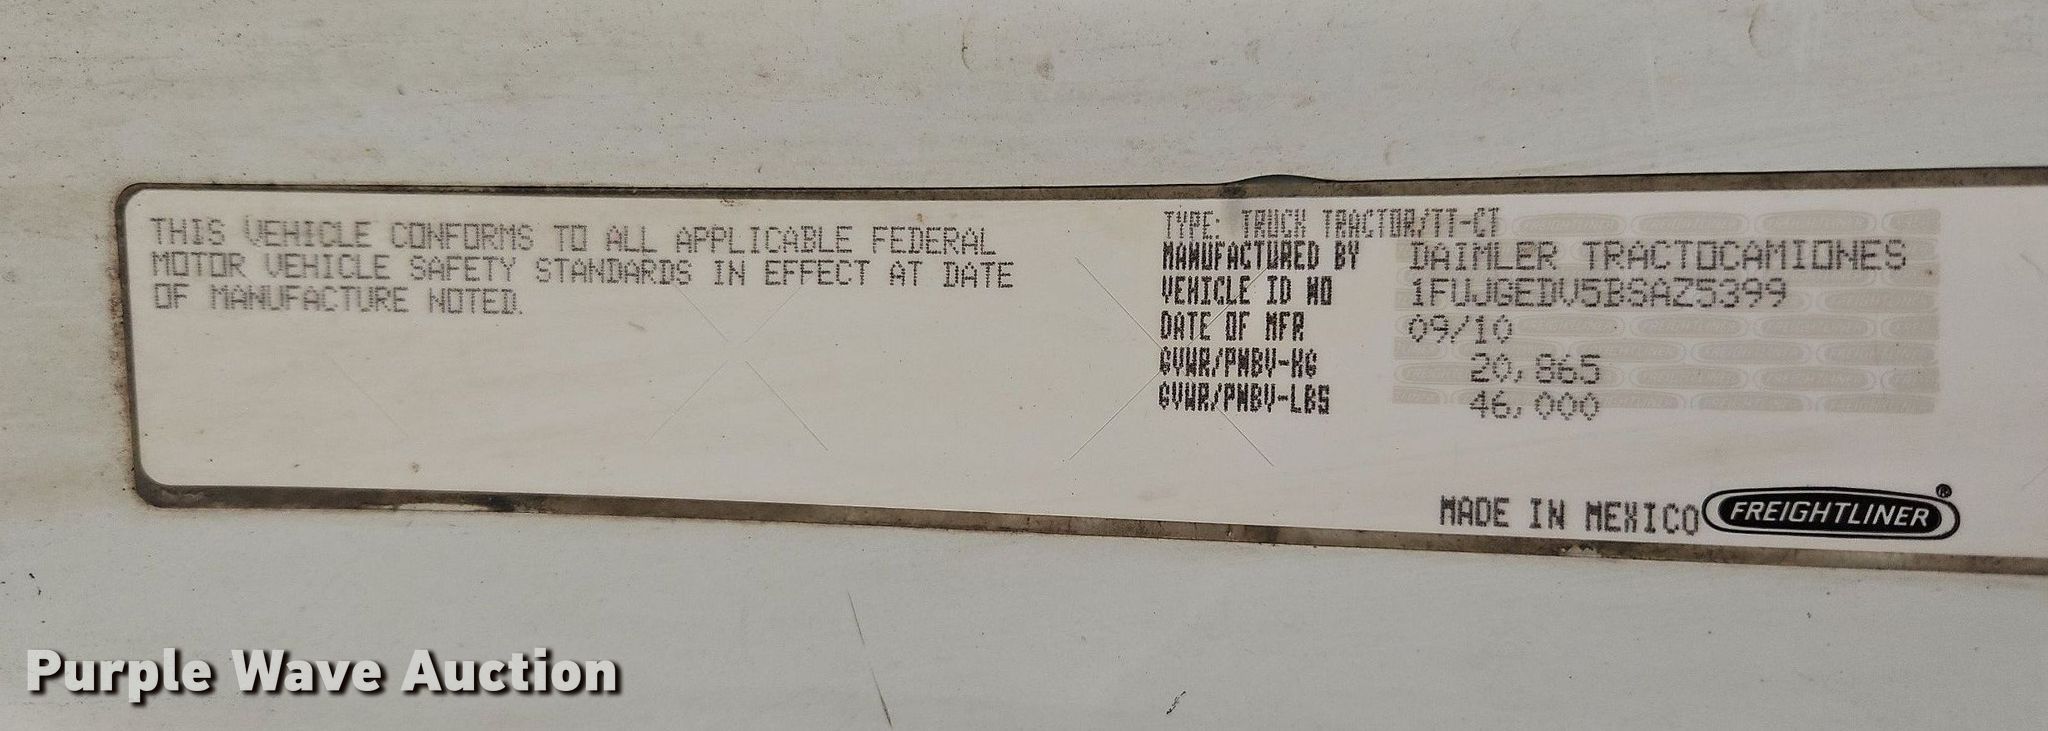 THIS VEHICLE CONFORMS TO ALL APPLICABLE FEDERAL
MOTOR VEHICLE SAFETY STANDARDS IN EFFECT AT DATE
OF MANUFACTURE NOTED.
TYPE: TRUCK TRACTOR/TT-CT
MANUFACTURED BY DAIMLER TRACTOCAMIONES
VEHICLE ID NO 1FUJGEDV5BSAZ5399
DATE OF MFR 09/10
GVWR/PNBV-KG 20,865
GVWR/PNBV-LBS 46,000
MADE IN MEXICO FREIGHTLINER®
Purple Wave Auction